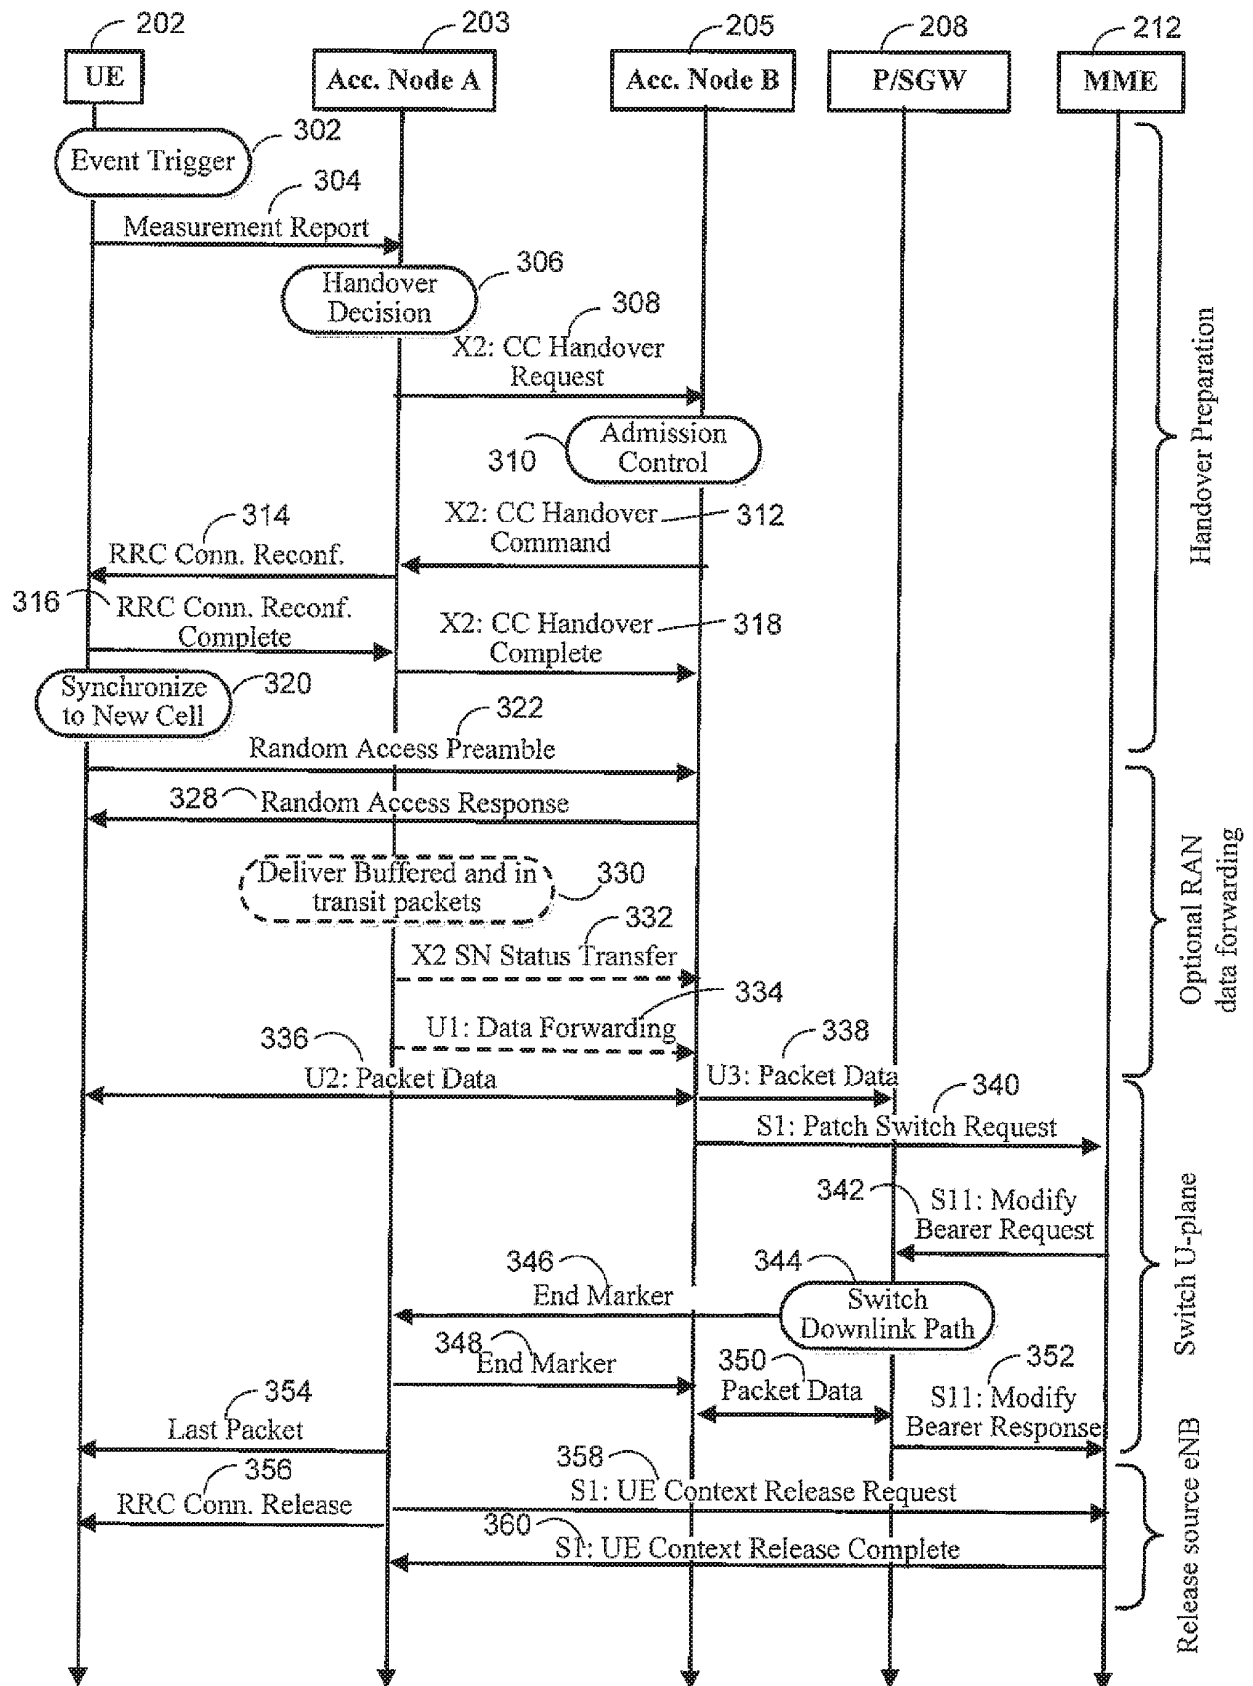 202
203
205
208
212
UE
Acc. Node A
Acc. Node B
P/SGW
MME
302
Event Trigger
304
Measurement Report
306
Handover
Decision
308
X2: CC Handover
Request
310
Admission
Control
Handover Preparation
X2: CC Handover
Command
312
314
RRC Conn. Reconf.
316
RRC Conn. Reconf.
Complete
X2: CC Handover
Complete
318
Synchronize
to New Cell
320
322
Random Access Preamble
328
Random Access Response
Deliver Buffered and in
transit packets
330
332
X2 SN Status Transfer
334
U1: Data Forwarding
Optional RAN
data forwarding
336
U2: Packet Data
338
U3: Packet Data
340
S1: Patch Switch Request
342
S11: Modify
Bearer Request
344
Switch
Downlink Path
346
End Marker
348
End Marker
350
Packet Data
352
S11: Modify
Bearer Response
Switch U-plane
354
Last Packet
356
RRC Conn. Release
358
S1: UE Context Release Request
360
S1: UE Context Release Complete
Release source eNB